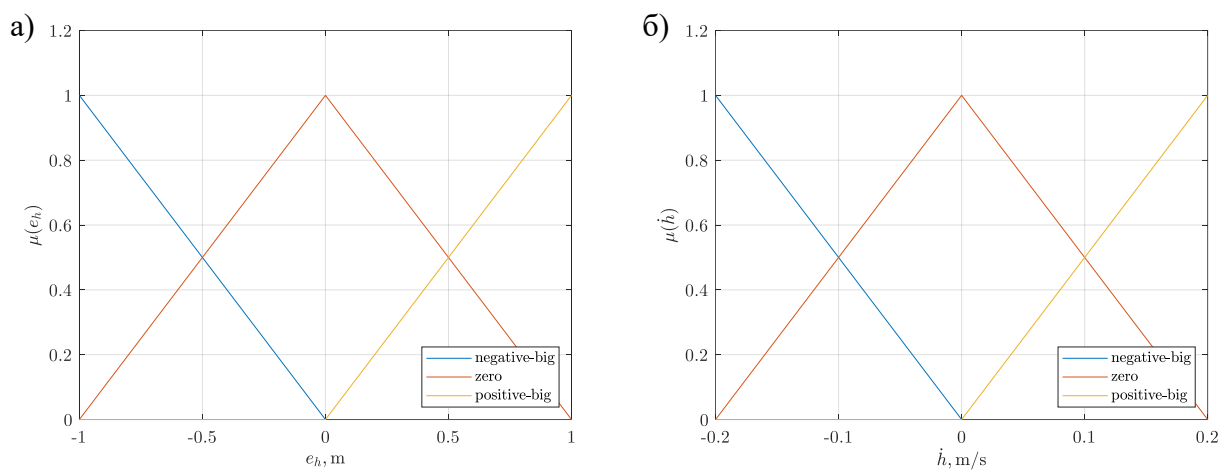 а)
1.2
1
0.8
0.6
0.4
0.2
0
μ(e_h)
-1
-0.5
0
0.5
1
e_h, m
negative-big
zero
positive-big
б)
1.2
1
0.8
0.6
0.4
0.2
0
μ(ḣ)
-0.2
-0.1
0
0.1
0.2
ḣ, m/s
negative-big
zero
positive-big